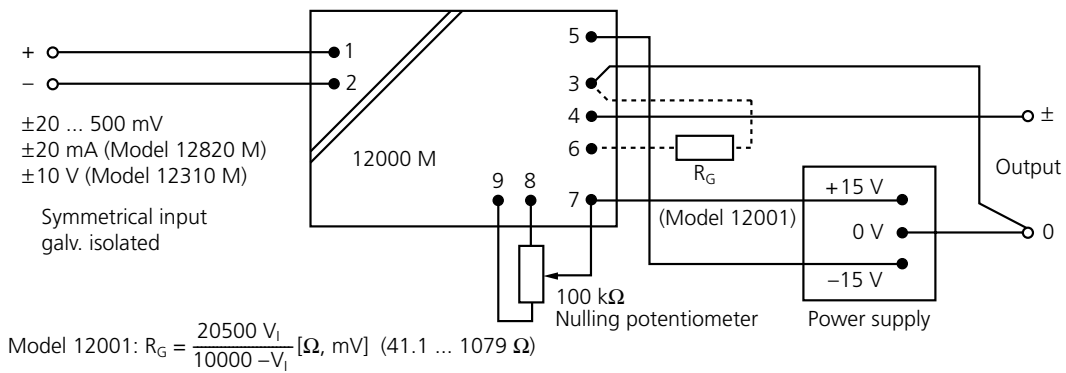 +
−
1
2
±20 ... 500 mV
±20 mA (Model 12820 M)
±10 V (Model 12310 M)
Symmetrical input
galv. isolated
12000 M
5
3
4
6
9 8 7
R_G
(Model 12001)
±
Output
0
+15 V
0 V
−15 V
100 kΩ
Nulling potentiometer
Power supply
Model 12001: R_G = 20500 V_I / 10000 −V_I [Ω, mV] (41.1 ... 1079 Ω)